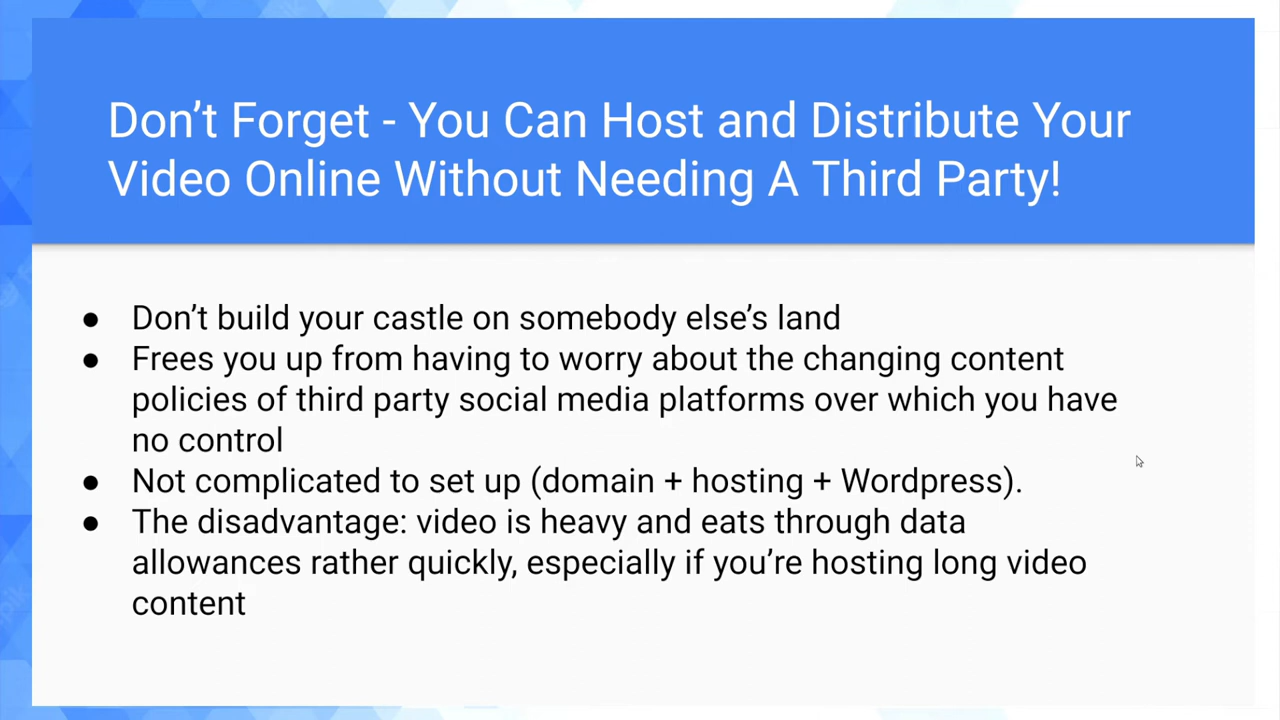 Don’t Forget - You Can Host and Distribute Your
Video Online Without Needing A Third Party!
● Don’t build your castle on somebody else’s land
● Frees you up from having to worry about the changing content
policies of third party social media platforms over which you have
no control
● Not complicated to set up (domain + hosting + Wordpress).
● The disadvantage: video is heavy and eats through data
allowances rather quickly, especially if you’re hosting long video
content